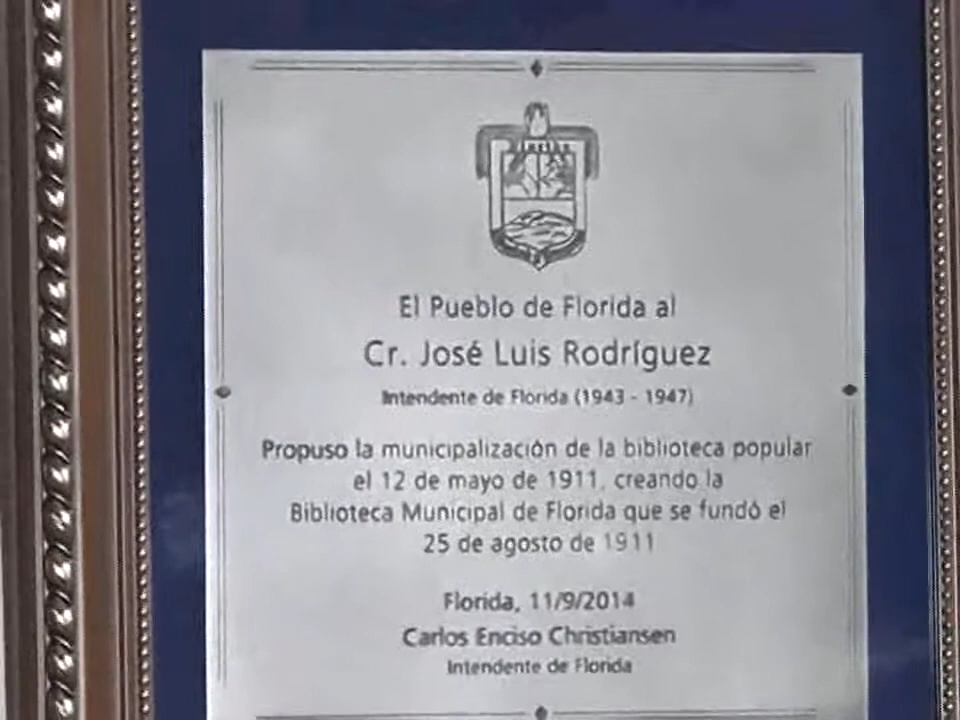 El Pueblo de Florida al
Cr. José Luis Rodríguez
Intendente de Florida (1943 - 1947)
Propuso la municipalización de la biblioteca popular
el 12 de mayo de 1911, creando la
Biblioteca Municipal de Florida que se fundó el
25 de agosto de 1911
Florida, 11/9/2014
Carlos Enciso Christiansen
Intendente de Florida